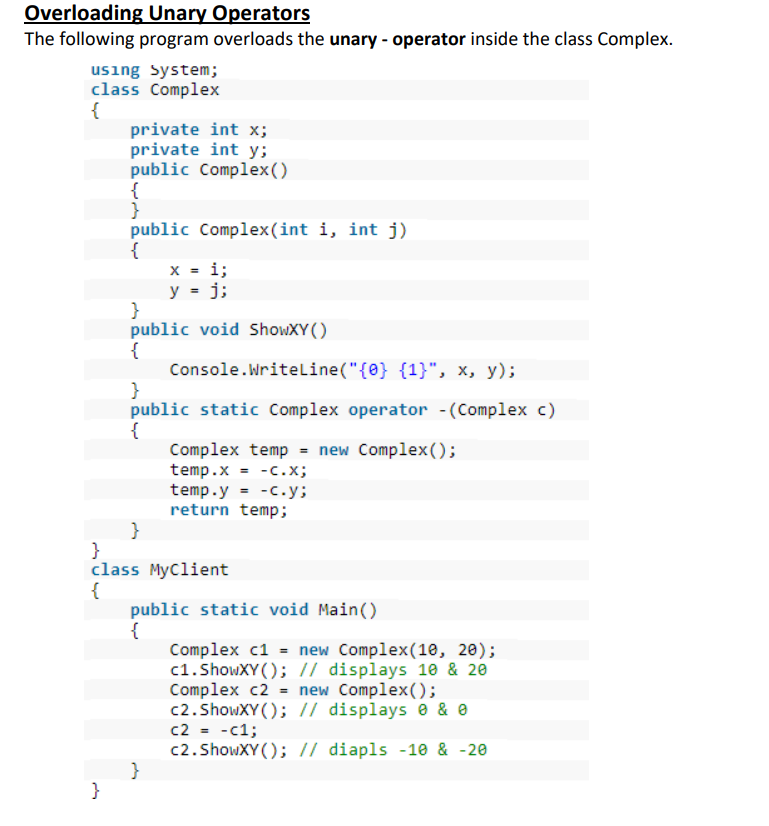 Overloading Unary Operators
The following program overloads the unary - operator inside the class Complex.
using System;
class Complex
{
    private int x;
    private int y;
    public Complex()
    {
    }
    public Complex(int i, int j)
    {
        x = i;
        y = j;
    }
    public void ShowXY()
    {
        Console.WriteLine("{0} {1}", x, y);
    }
    public static Complex operator -(Complex c)
    {
        Complex temp = new Complex();
        temp.x = -c.x;
        temp.y = -c.y;
        return temp;
    }
}
class MyClient
{
    public static void Main()
    {
        Complex c1 = new Complex(10, 20);
        c1.ShowXY(); // displays 10 & 20
        Complex c2 = new Complex();
        c2.ShowXY(); // displays 0 & 0
        c2 = -c1;
        c2.ShowXY(); // diapls -10 & -20
    }
}